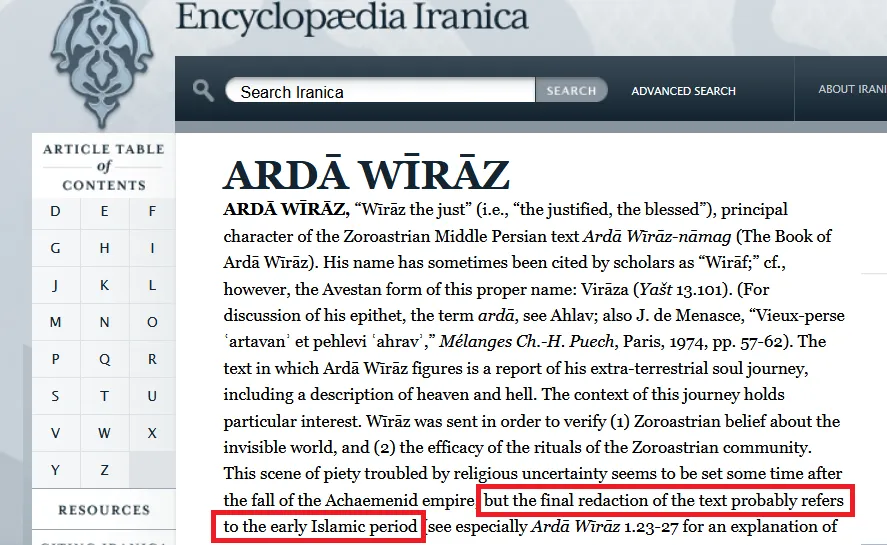 Encyclopædia Iranica
Search Iranica
SEARCH
ADVANCED SEARCH
ABOUT IRANI
ARTICLE TABLE
of
CONTENTS
D E F
G H I
J K L
M N O
P Q R
S T U
V W X
Y Z
RESOURCES
CITING IRANICA
ARDĀ WĪRĀZ
ARDĀ WĪRĀZ, “Wīrāz the just” (i.e., “the justified, the blessed”), principal
character of the Zoroastrian Middle Persian text Ardā Wīrāz-nāmag (The Book of
Ardā Wīrāz). His name has sometimes been cited by scholars as “Wirāf;” cf.,
however, the Avestan form of this proper name: Virāza (Yašt 13.101). (For
discussion of his epithet, the term ardā, see Ahlav; also J. de Menasce, “Vieux-perse
ʿartavanʾ et pehlevi ʿahravʾ,” Mélanges Ch.-H. Puech, Paris, 1974, pp. 57-62). The
text in which Ardā Wīrāz figures is a report of his extra-terrestrial soul journey,
including a description of heaven and hell. The context of this journey holds
particular interest. Wīrāz was sent in order to verify (1) Zoroastrian belief about the
invisible world, and (2) the efficacy of the rituals of the Zoroastrian community.
This scene of piety troubled by religious uncertainty seems to be set some time after
the fall of the Achaemenid empire but the final redaction of the text probably refers
to the early Islamic period (see especially Ardā Wīrāz 1.23-27 for an explanation of